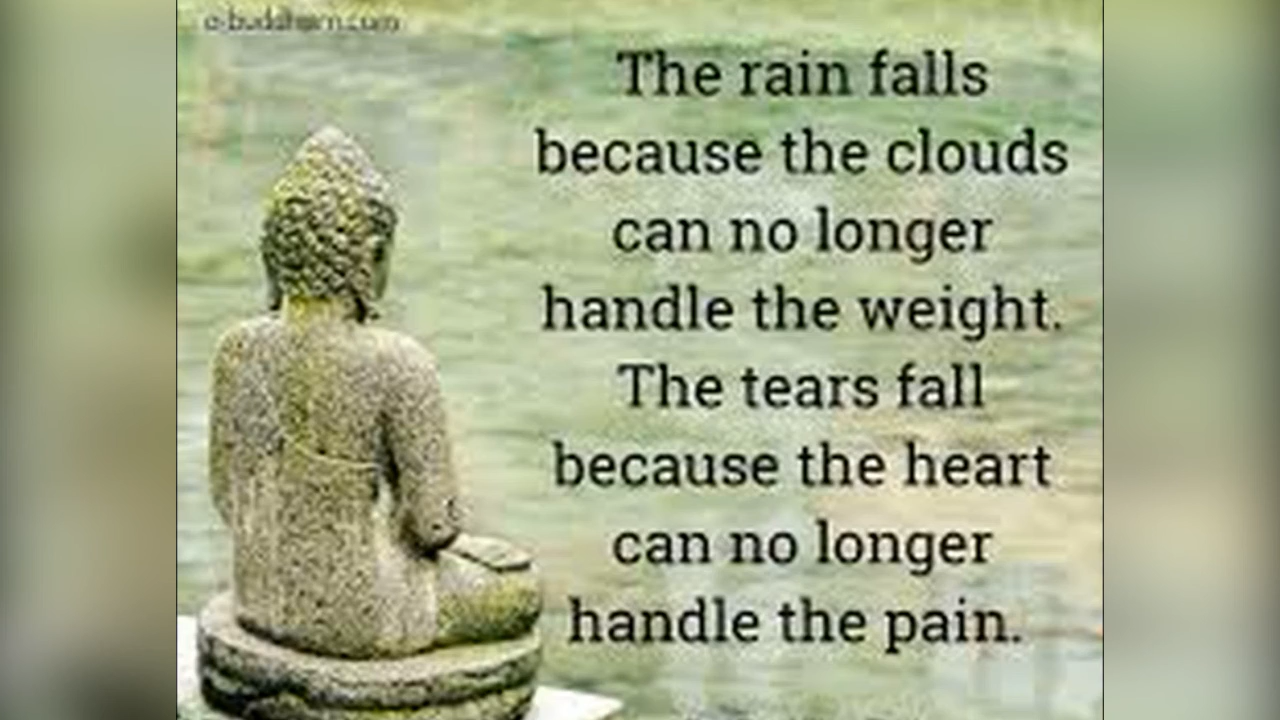 The rain falls
because the clouds
can no longer
handle the weight.
The tears fall
because the heart
can no longer
handle the pain.